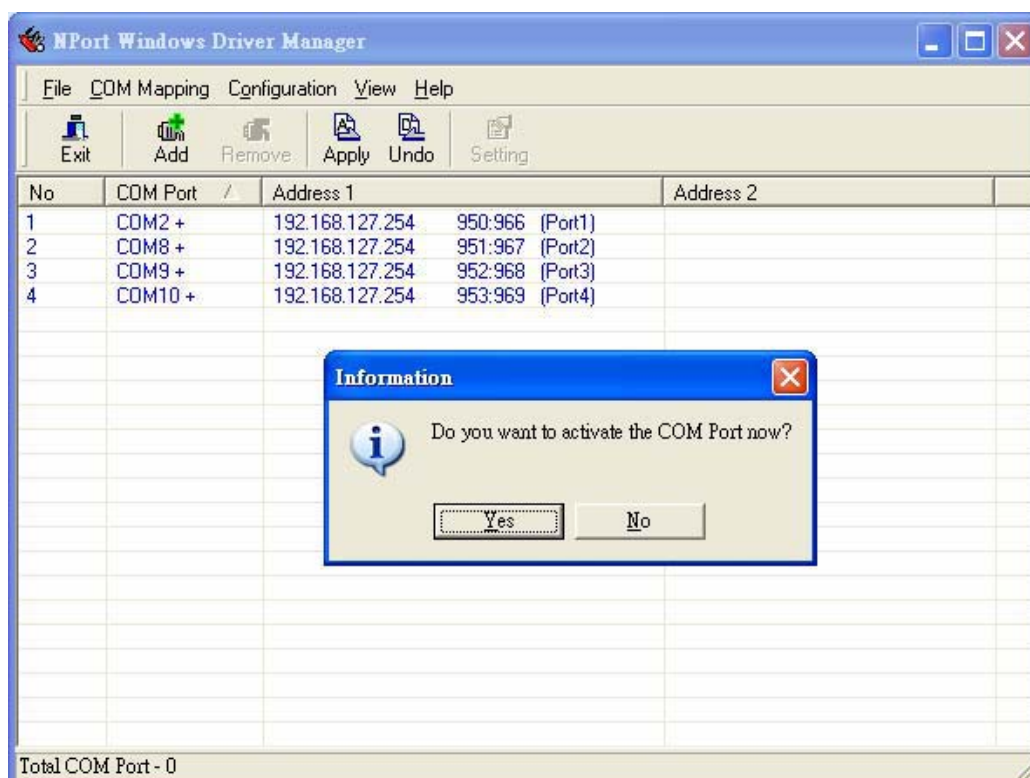 NPort Windows Driver Manager
File COM Mapping Configuration View Help
Exit Add Remove Apply Undo Setting
No COM Port Address 1 Address 2
1 COM2 + 192.168.127.254 950:966 (Port1)
2 COM8 + 192.168.127.254 951:967 (Port2)
3 COM9 + 192.168.127.254 952:968 (Port3)
4 COM10 + 192.168.127.254 953:969 (Port4)
Information
Do you want to activate the COM Port now?
Yes No
Total COM Port - 0